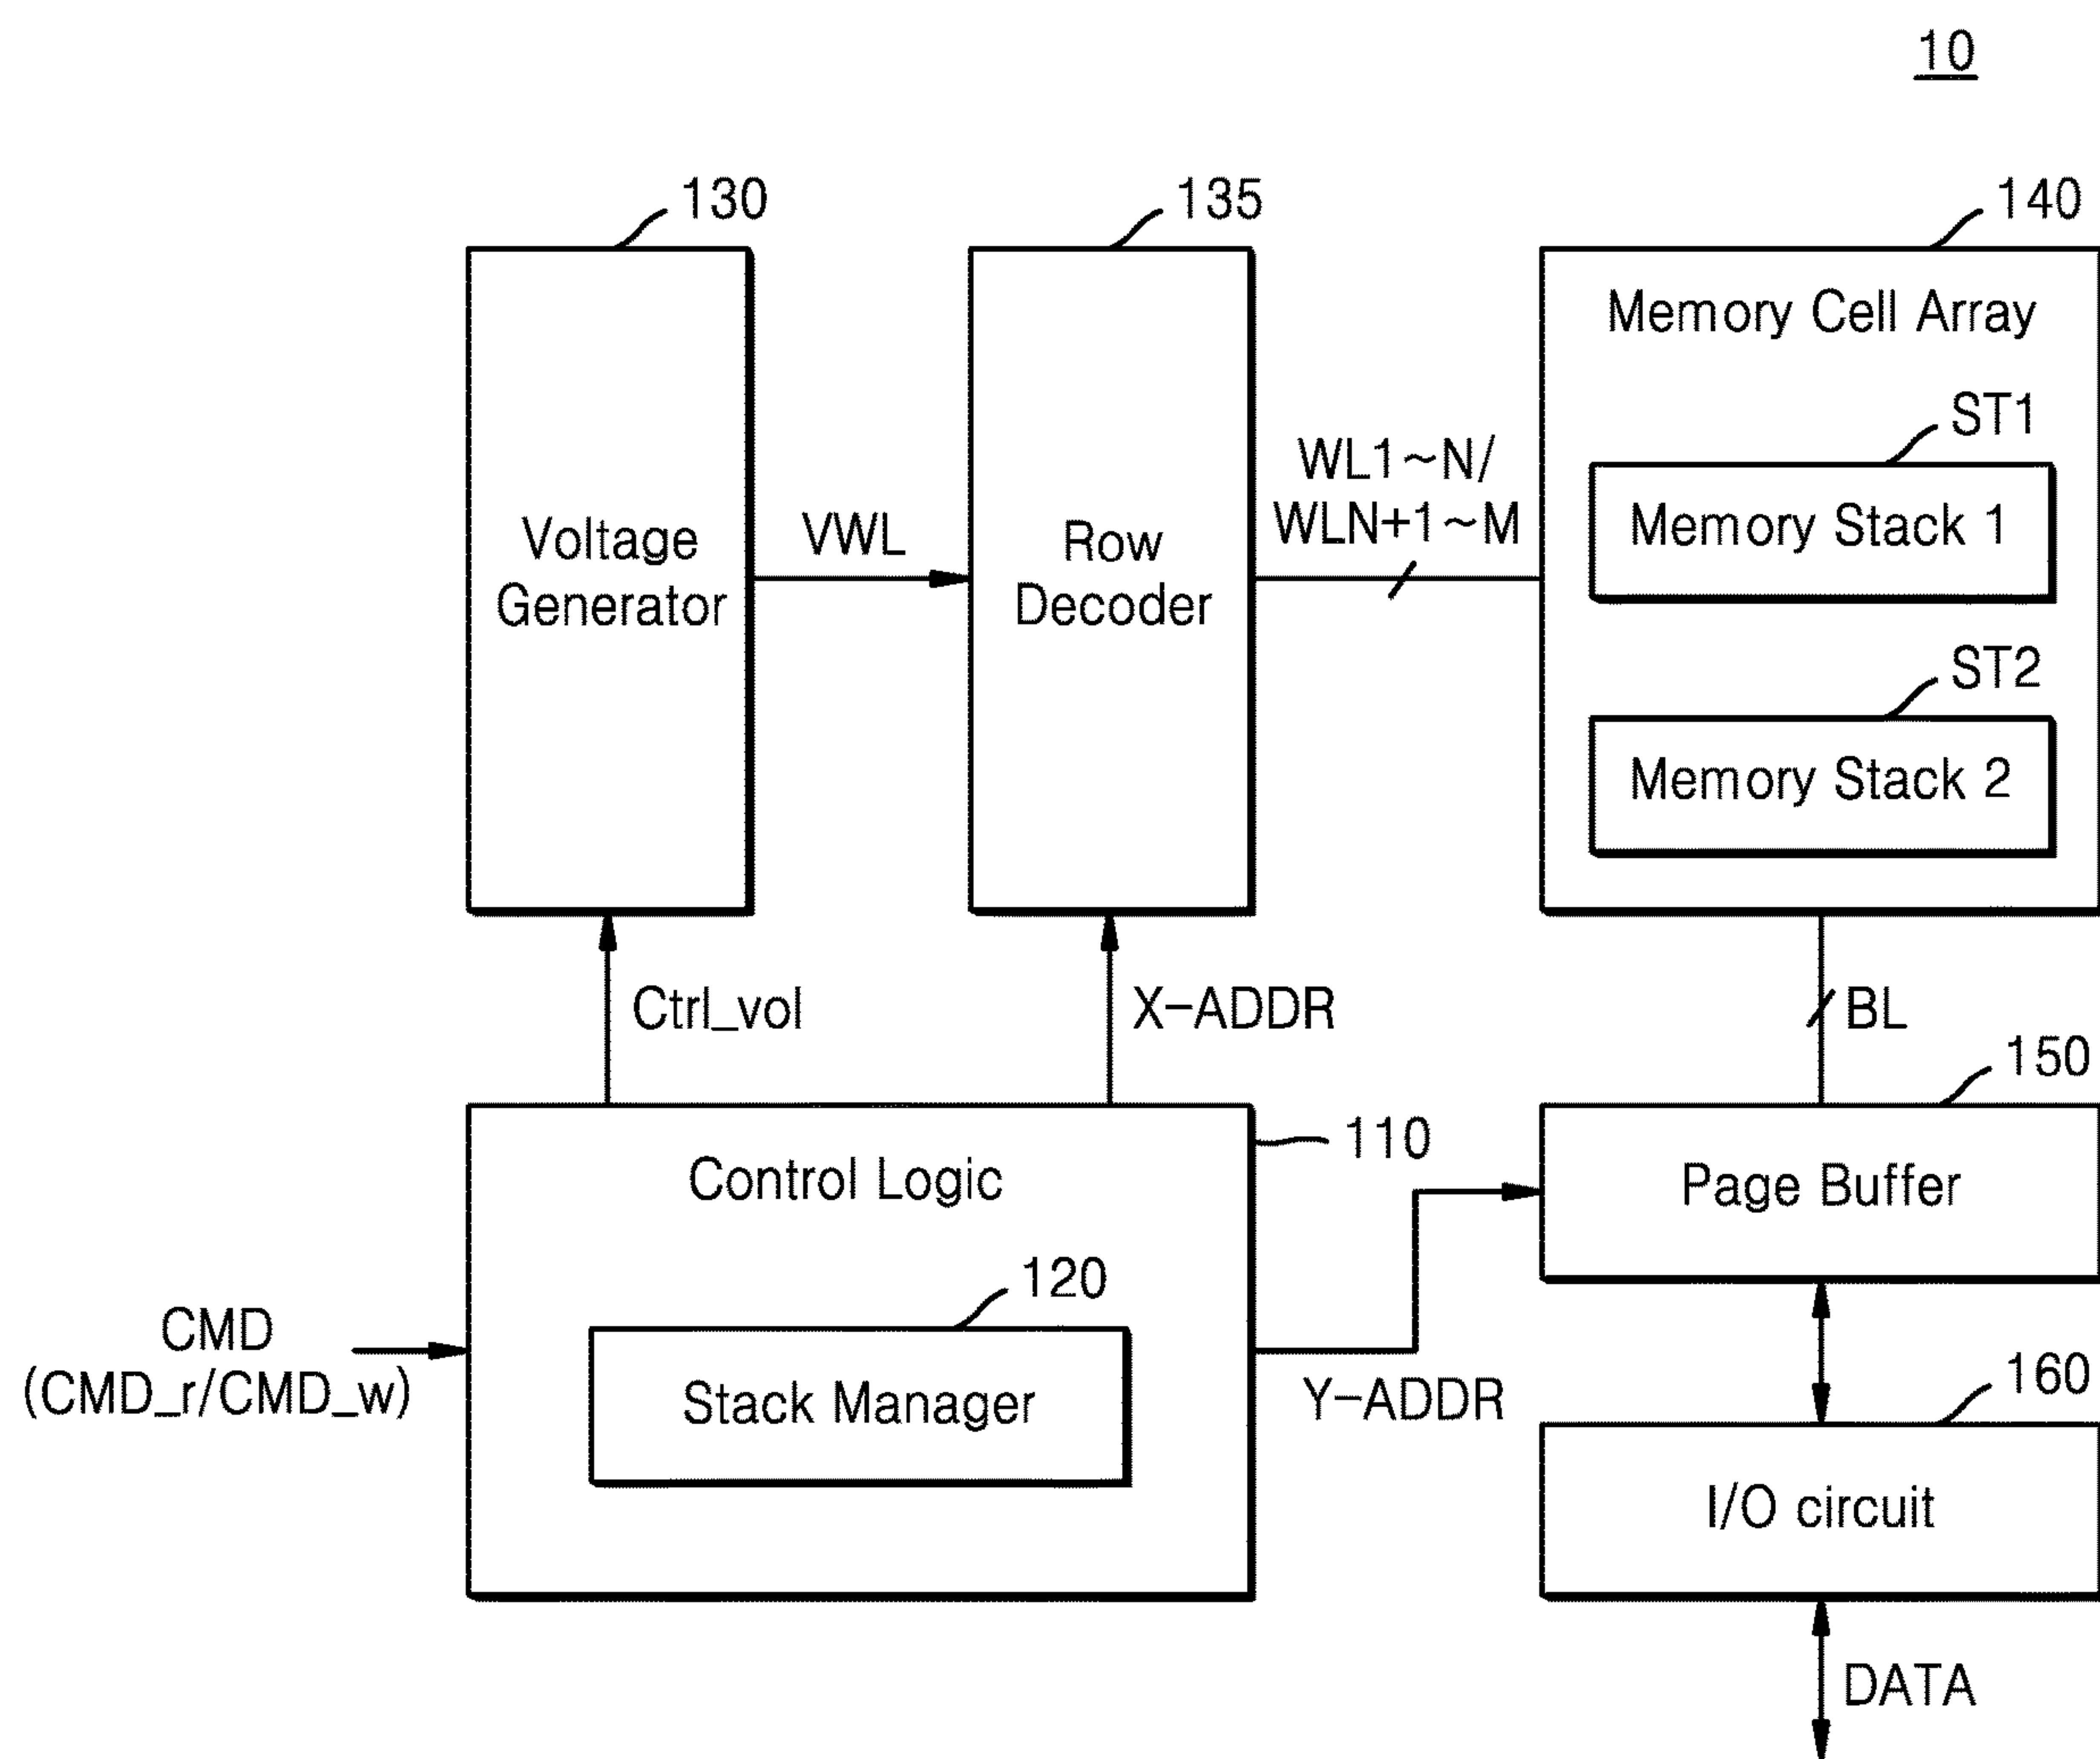 10
130
135
140
Voltage
Generator
VWL
Row
Decoder
WL1~N/
WLN+1~M
Memory Cell Array
ST1
Memory Stack 1
ST2
Memory Stack 2
Ctrl_vol
X-ADDR
BL
150
110
Control Logic
Page Buffer
120
CMD
(CMD_r/CMD_w)
Stack Manager
Y-ADDR
160
I/O circuit
DATA